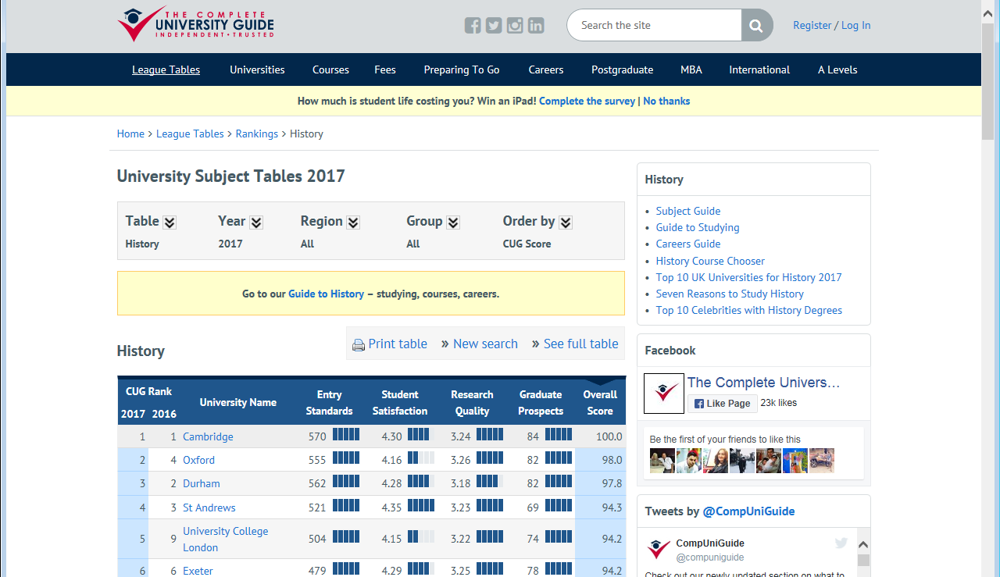 THE COMPLETE
UNIVERSITY GUIDE
INDEPENDENT • TRUSTED
Search the site
Register / Log In
League Tables Universities Courses Fees Preparing To Go Careers Postgraduate MBA International A Levels
How much is student life costing you? Win an iPad! Complete the survey | No thanks
Home > League Tables > Rankings > History
University Subject Tables 2017
Table Year Region Group Order by
History 2017 All All CUG Score
Go to our Guide to History – studying, courses, careers.
History
Print table » New search » See full table
CUG Rank
2017 2016 University Name Entry Standards Student Satisfaction Research Quality Graduate Prospects Overall Score
1 1 Cambridge 570 4.30 3.24 84 100.0
2 4 Oxford 555 4.16 3.26 82 98.0
3 2 Durham 562 4.28 3.18 82 97.8
4 3 St Andrews 521 4.35 3.23 69 94.3
5 9 University College London 504 4.15 3.22 74 94.2
6 6 Exeter 479 4.29 3.25 78 94.2
History
• Subject Guide
• Guide to Studying
• Careers Guide
• History Course Chooser
• Top 10 UK Universities for History 2017
• Seven Reasons to Study History
• Top 10 Celebrities with History Degrees
Facebook
The Complete Univers...
Like Page 23k likes
Be the first of your friends to like this
Tweets by @CompUniGuide
CompUniGuide
@compuniguide
Check out our newly updated section on what to